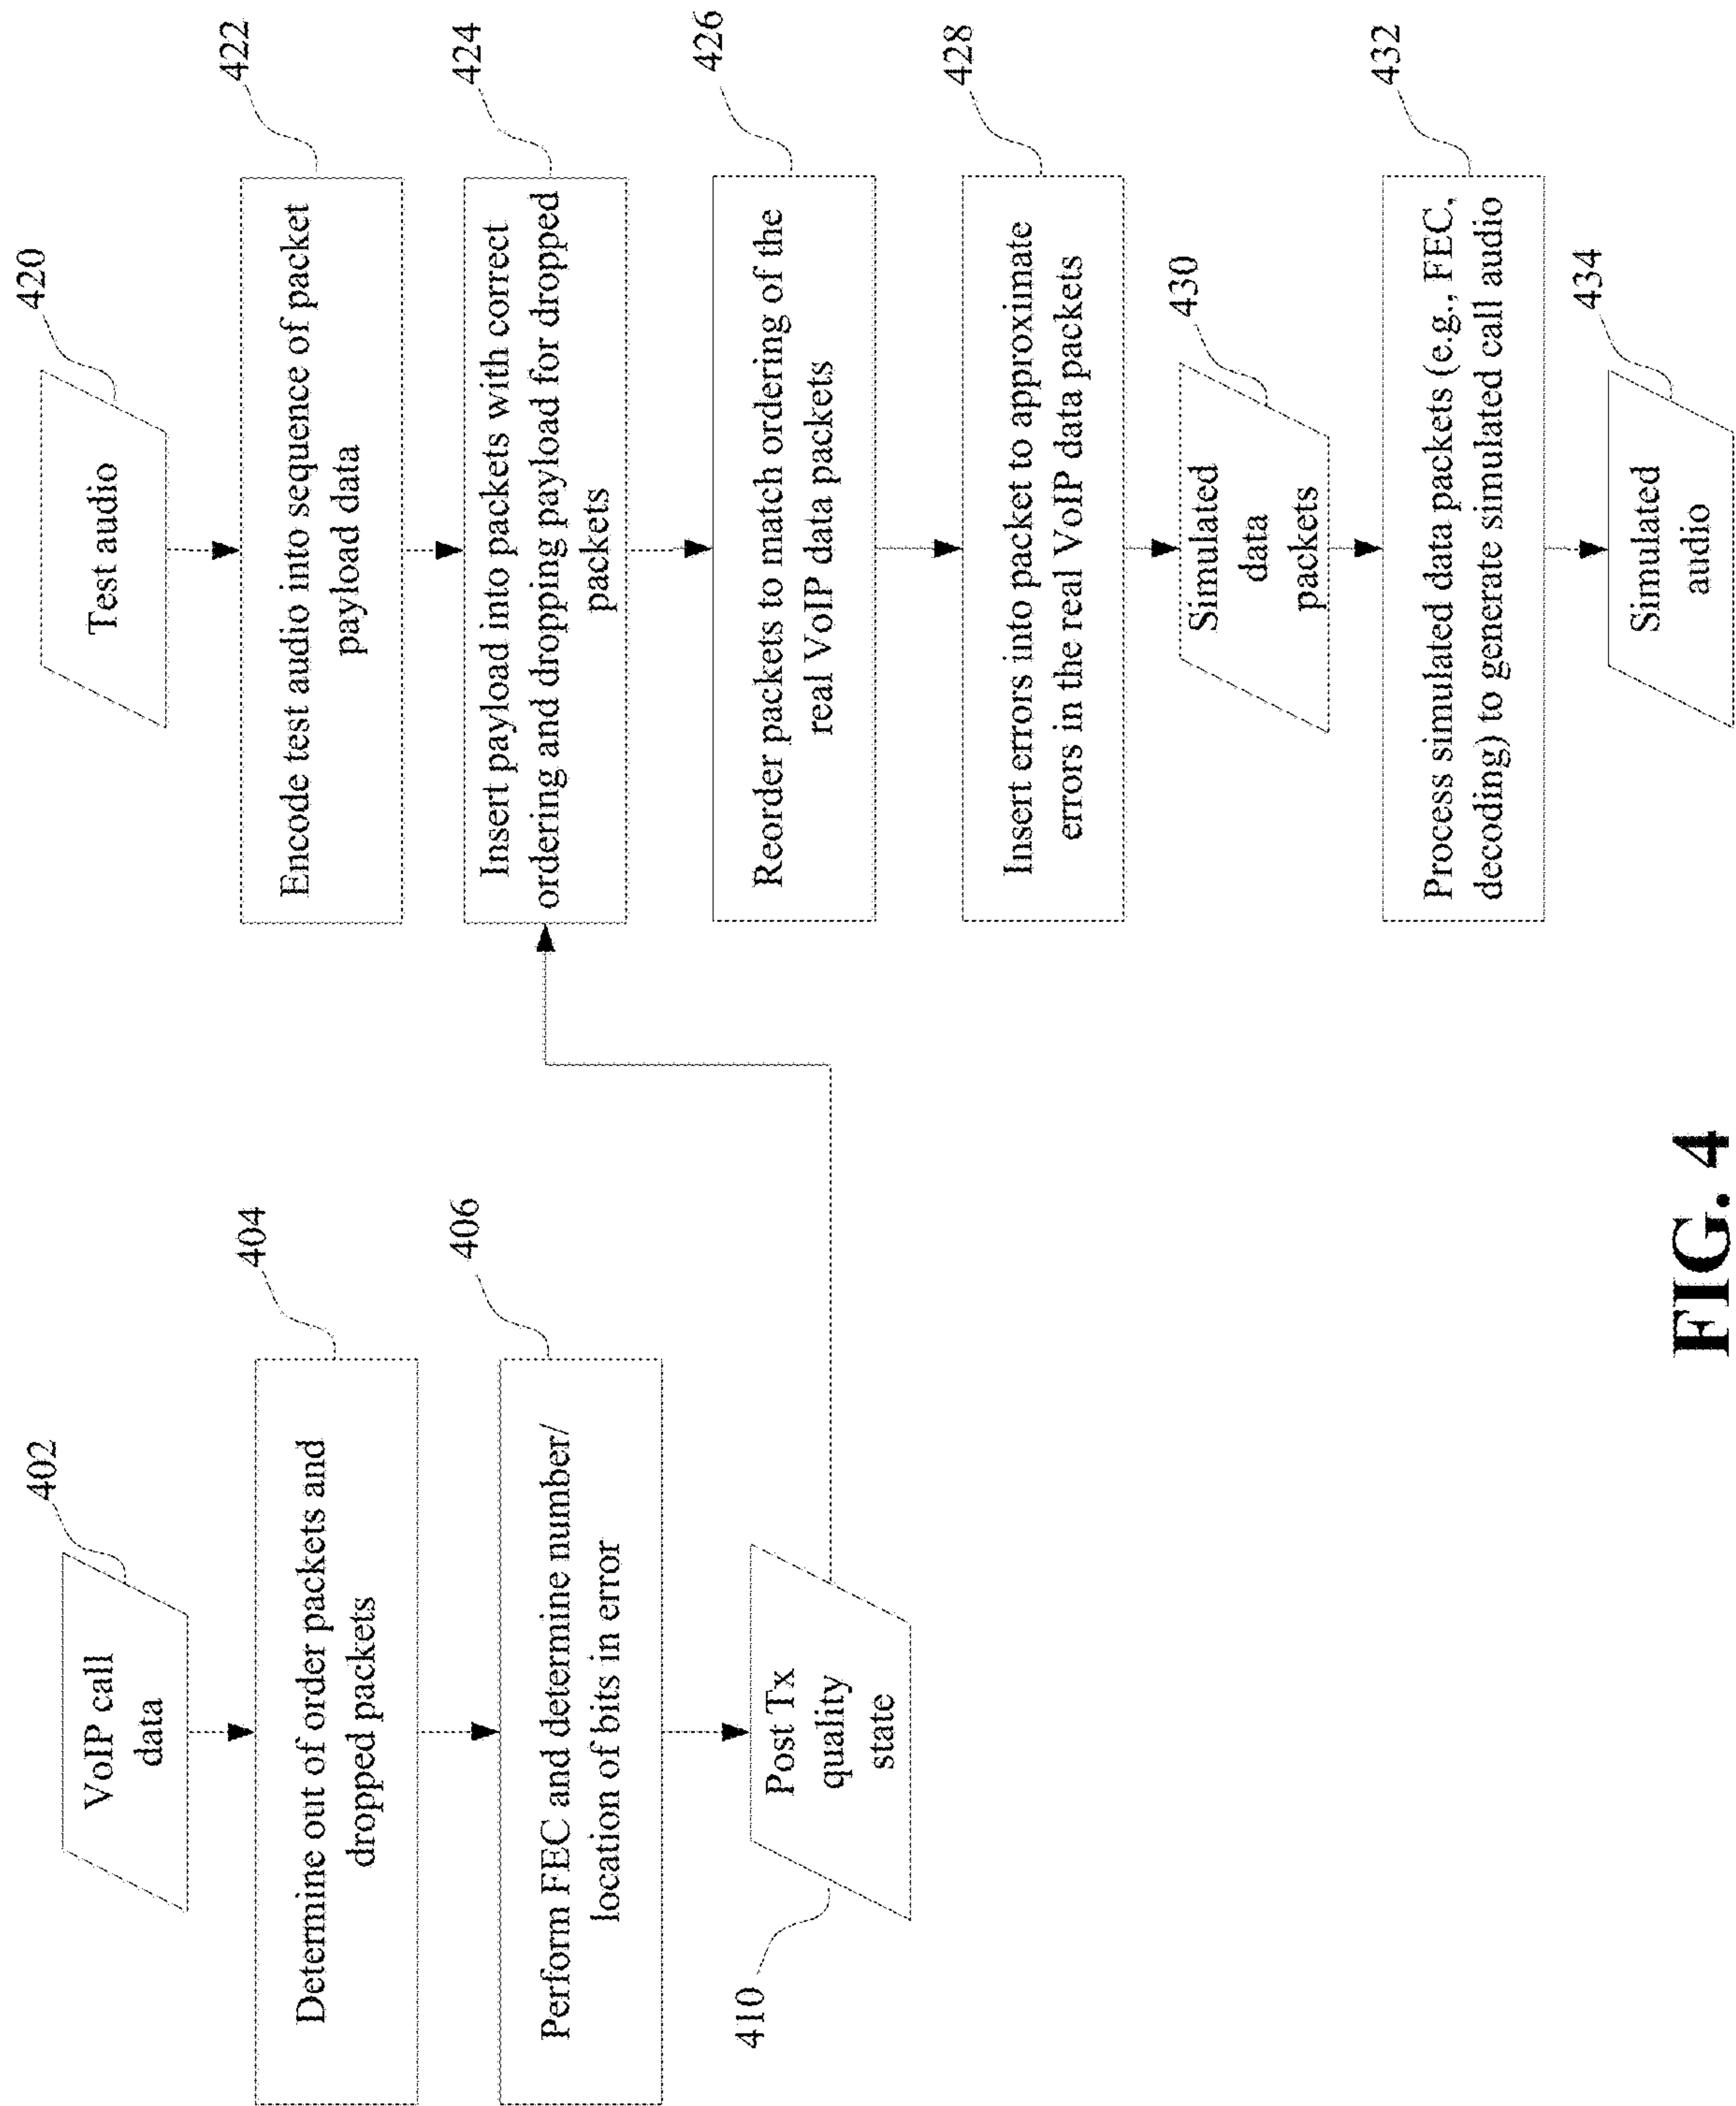 402
VoIP call
data
404
Determine out of order packets and
dropped packets
406
Perform FEC and determine number/
location of bits in error
410
Post Tx
quality
state
420
Test audio
422
Encode test audio into sequence of packet
payload data
424
Insert payload into packets with correct
ordering and dropping payload for dropped
packets
426
Reorder packets to match ordering of the
real VoIP data packets
428
Insert errors into packet to approximate
errors in the real VoIP data packets
430
Simulated
data
packets
432
Process simulated data packets (e.g., FEC,
decoding) to generate simulated call audio
434
Simulated
audio
FIG. 4